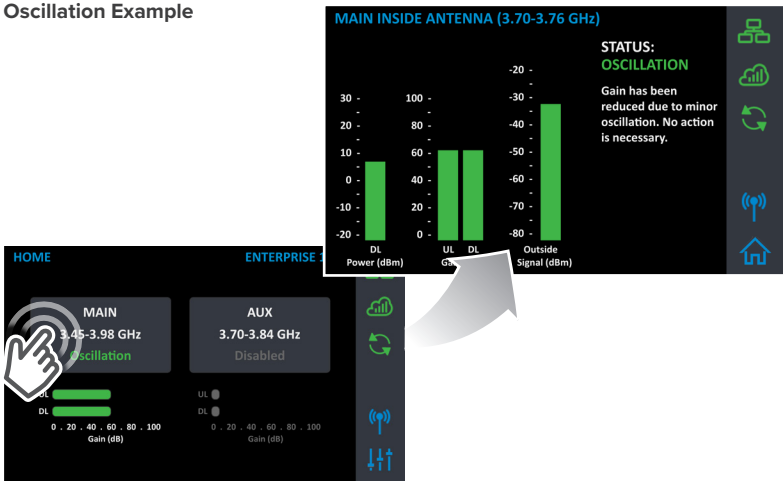 Oscillation Example
MAIN INSIDE ANTENNA (3.70-3.76 GHz)
STATUS:
OSCILLATION
Gain has been
reduced due to minor
oscillation. No action
is necessary.
30 -
20 -
10 -
0 -
-10 -
-20 -
DL
Power (dBm)
100 -
80 -
60 -
40 -
20 -
0 -
UL DL
-20 -
-30 -
-40 -
-50 -
-60 -
-70 -
-80 -
Outside
Signal (dBm)
HOME
ENTERPRISE
MAIN
3.45-3.98 GHz
Oscillation
AUX
3.70-3.84 GHz
Disabled
UL
DL
0 . 20 . 40 . 60 . 80 . 100
Gain (dB)
UL
DL
0 . 20 . 40 . 60 . 80 . 100
Gain (dB)